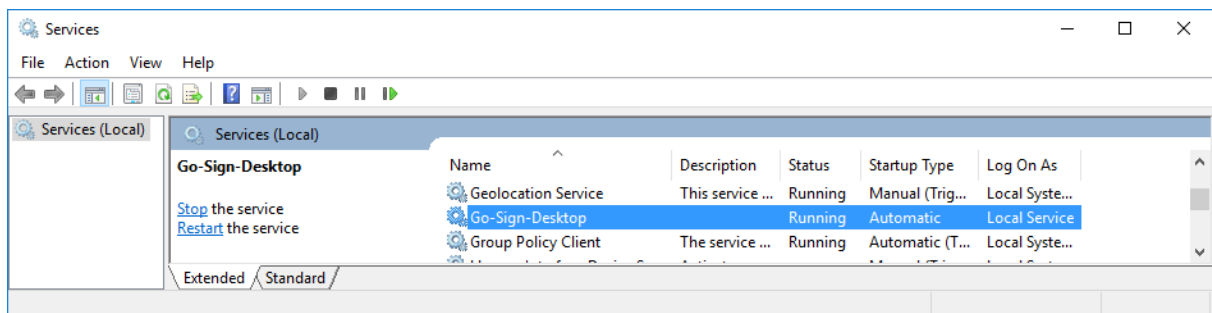 Services
File Action View Help
Services (Local)
Services (Local)
Go-Sign-Desktop
Stop the service
Restart the service
Name Description Status Startup Type Log On As
Geolocation Service This service ... Running Manual (Trig... Local Syste...
Go-Sign-Desktop Running Automatic Local Service
Group Policy Client The service ... Running Automatic (T... Local Syste...
Extended Standard